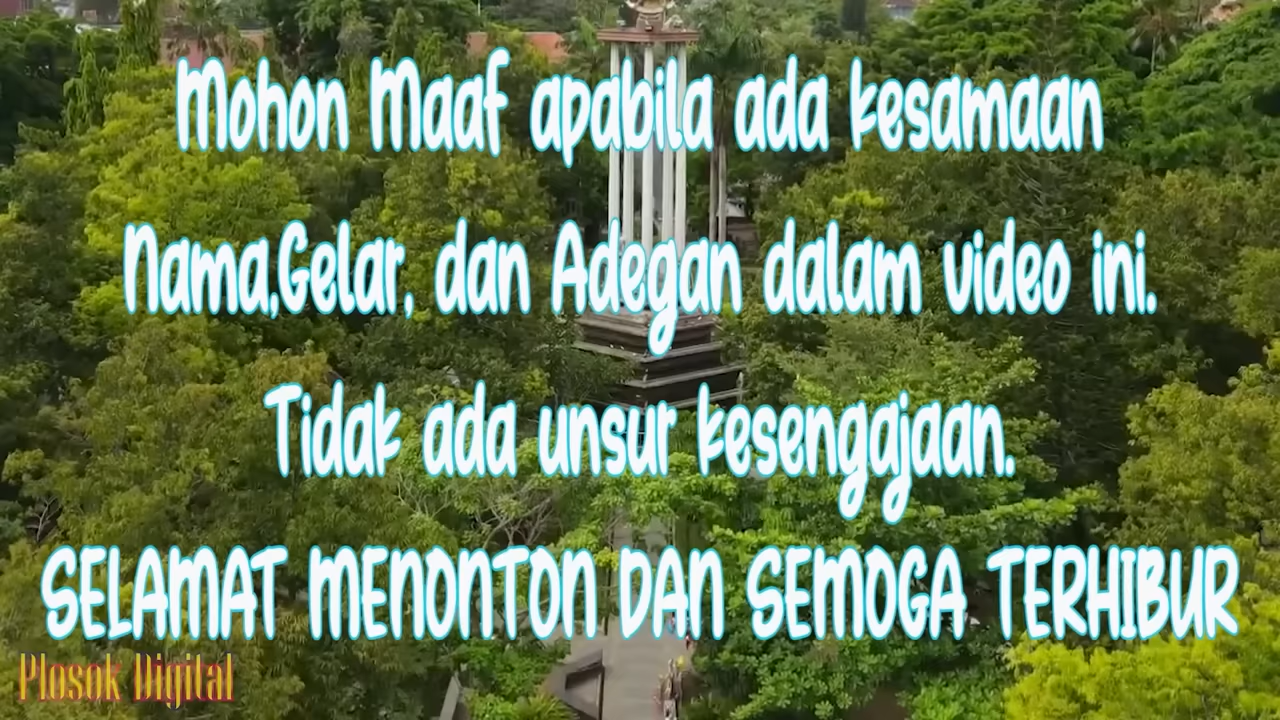 Mohon Maaf apabila ada kesamaan
Nama,Gelar, dan Adegan dalam video ini.
Tidak ada unsur kesengajaan.
SELAMAT MENONTON DAN SEMOGA TERHIBUR
Plosok Digital